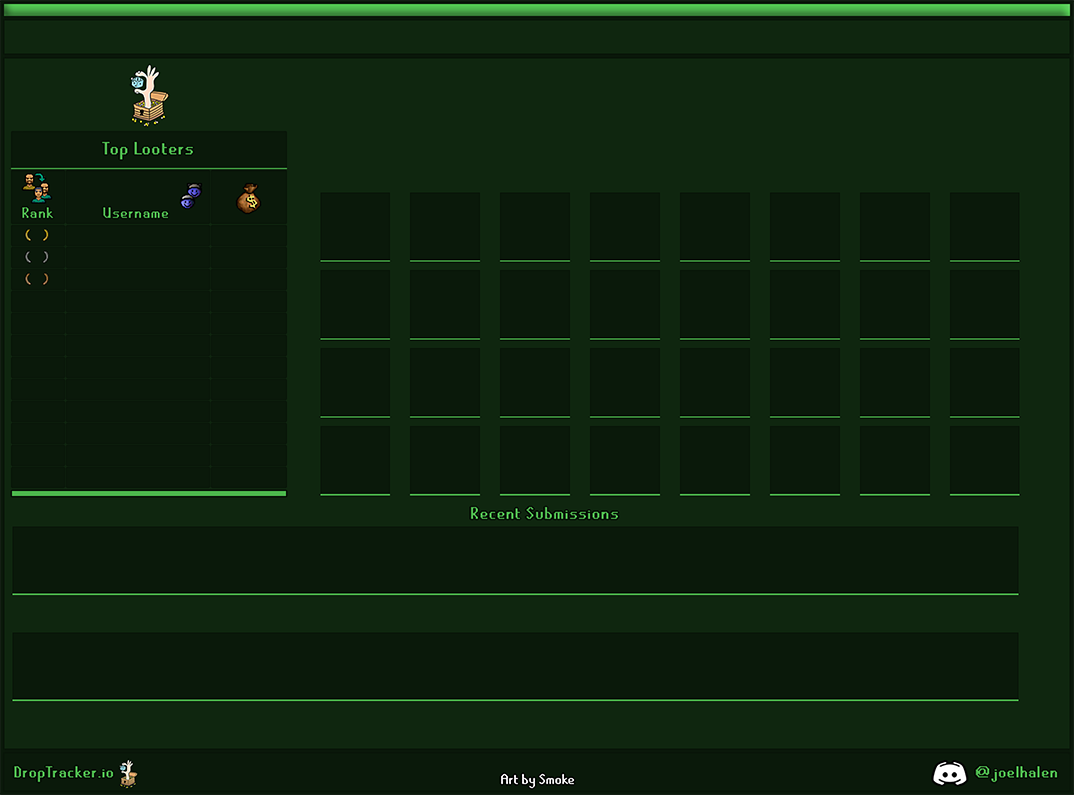 Top Looters
Rank Username
( )
( )
( )
Recent Submissions
DropTracker.io
Art by Smoke
@joelhalen